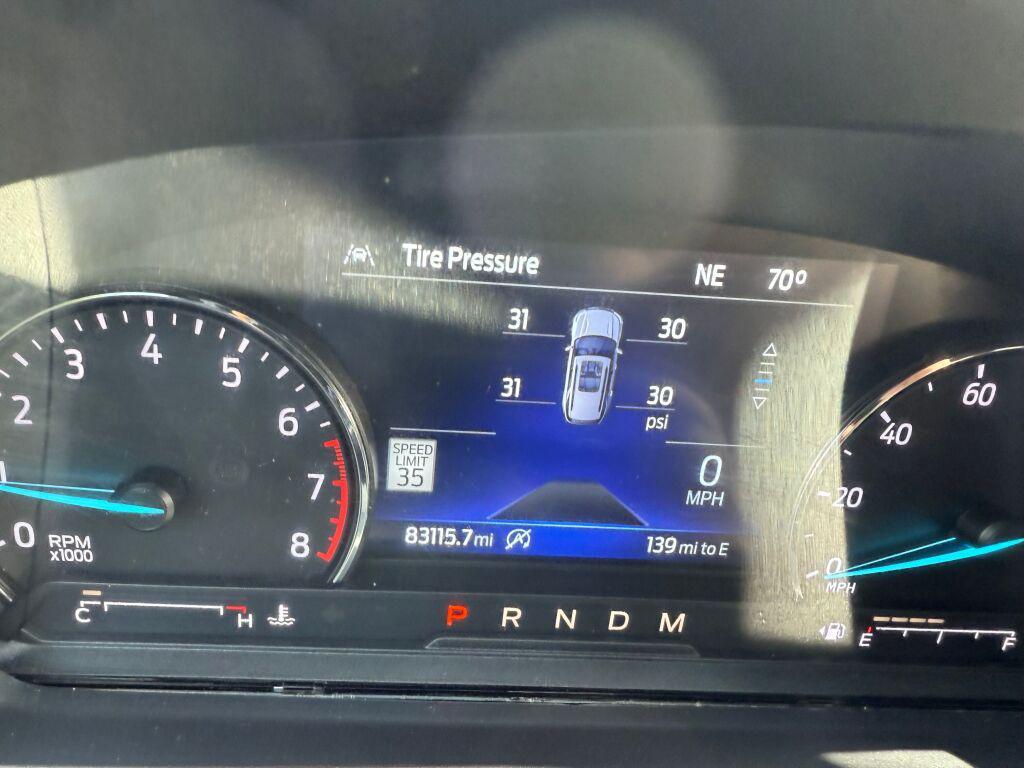 Tire Pressure NE 70°
31 30
31 30
psi
SPEED
LIMIT
35
0
MPH
83115.7 mi 139 mi to E
0 1 2 3 4 5 6 7 8
RPM
x1000
0 20 40 60
MPH
C H
P R N D M
E F